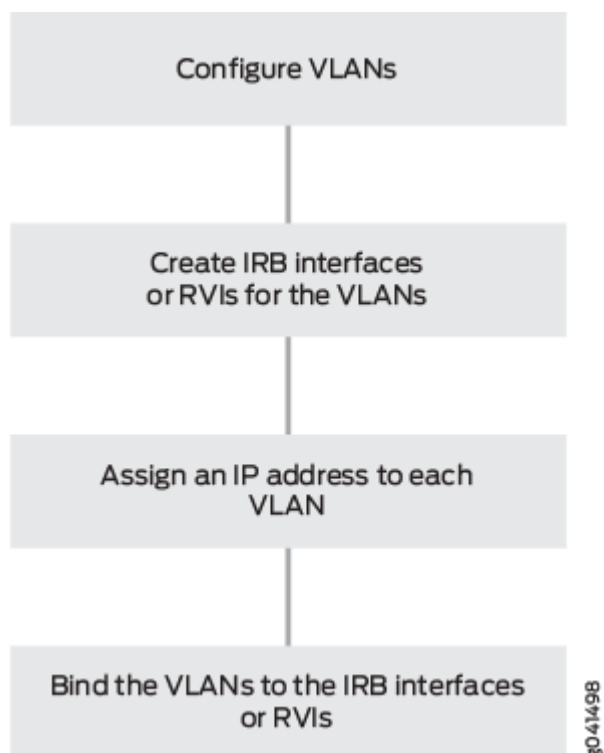 Configure VLANs
Create IRB interfaces
or RVIs for the VLANs
Assign an IP address to each
VLAN
Bind the VLANs to the IRB interfaces
or RVIs
g041498